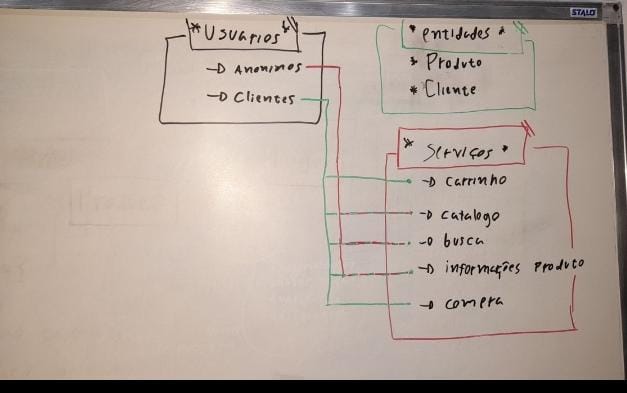 STALO
* Usuarios *
→ Anonimos
→ Clientes
* entidades *
* Produto
* Cliente
* Serviços *
→ carrinho
→ catalogo
→ busca
→ informações Produto
→ compra